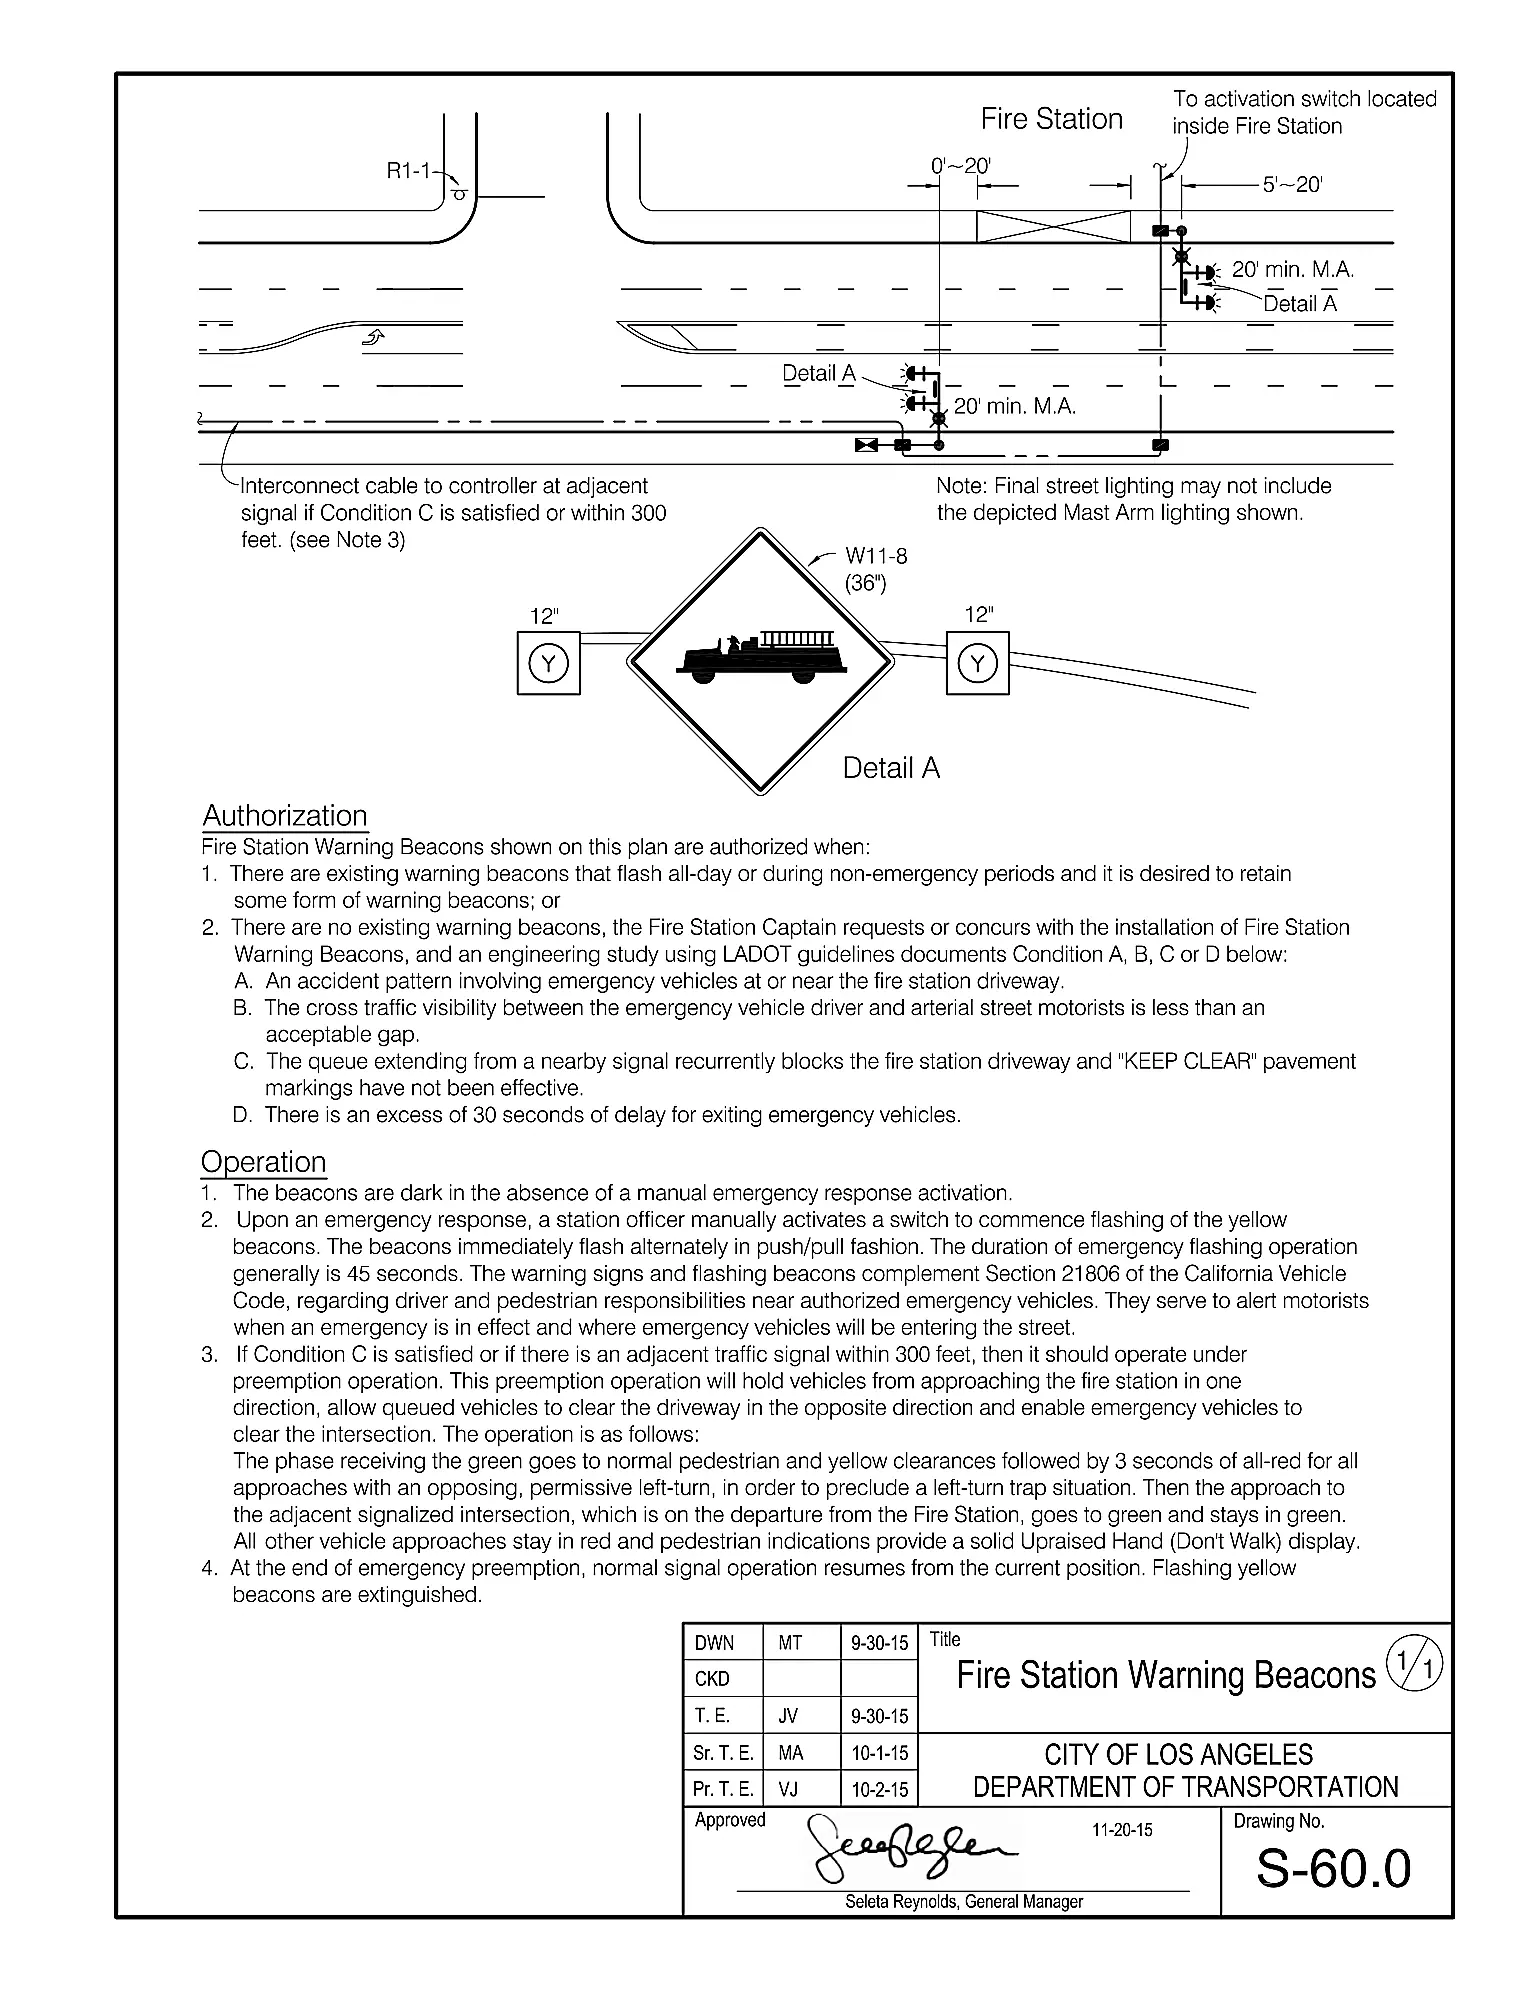 Fire Station
To activation switch located
inside Fire Station
R1-1
0'~20'
5'~20'
20' min. M.A.
Detail A
Detail A
20' min. M.A.
Interconnect cable to controller at adjacent
signal if Condition C is satisfied or within 300
feet. (see Note 3)
Note: Final street lighting may not include
the depicted Mast Arm lighting shown.
W11-8
(36")
12"
12"
Y
Y
Detail A
Authorization
Fire Station Warning Beacons shown on this plan are authorized when:
1. There are existing warning beacons that flash all-day or during non-emergency periods and it is desired to retain
some form of warning beacons; or
2. There are no existing warning beacons, the Fire Station Captain requests or concurs with the installation of Fire Station
Warning Beacons, and an engineering study using LADOT guidelines documents Condition A, B, C or D below:
A. An accident pattern involving emergency vehicles at or near the fire station driveway.
B. The cross traffic visibility between the emergency vehicle driver and arterial street motorists is less than an
acceptable gap.
C. The queue extending from a nearby signal recurrently blocks the fire station driveway and "KEEP CLEAR" pavement
markings have not been effective.
D. There is an excess of 30 seconds of delay for exiting emergency vehicles.
Operation
1. The beacons are dark in the absence of a manual emergency response activation.
2. Upon an emergency response, a station officer manually activates a switch to commence flashing of the yellow
beacons. The beacons immediately flash alternately in push/pull fashion. The duration of emergency flashing operation
generally is 45 seconds. The warning signs and flashing beacons complement Section 21806 of the California Vehicle
Code, regarding driver and pedestrian responsibilities near authorized emergency vehicles. They serve to alert motorists
when an emergency is in effect and where emergency vehicles will be entering the street.
3. If Condition C is satisfied or if there is an adjacent traffic signal within 300 feet, then it should operate under
preemption operation. This preemption operation will hold vehicles from approaching the fire station in one
direction, allow queued vehicles to clear the driveway in the opposite direction and enable emergency vehicles to
clear the intersection. The operation is as follows:
The phase receiving the green goes to normal pedestrian and yellow clearances followed by 3 seconds of all-red for all
approaches with an opposing, permissive left-turn, in order to preclude a left-turn trap situation. Then the approach to
the adjacent signalized intersection, which is on the departure from the Fire Station, goes to green and stays in green.
All other vehicle approaches stay in red and pedestrian indications provide a solid Upraised Hand (Don't Walk) display.
4. At the end of emergency preemption, normal signal operation resumes from the current position. Flashing yellow
beacons are extinguished.
DWN MT 9-30-15
CKD
T. E. JV 9-30-15
Sr. T. E. MA 10-1-15
Pr. T. E. VJ 10-2-15
Title
Fire Station Warning Beacons 1/1
CITY OF LOS ANGELES
DEPARTMENT OF TRANSPORTATION
Approved
11-20-15
Seleta Reynolds, General Manager
Drawing No.
S-60.0